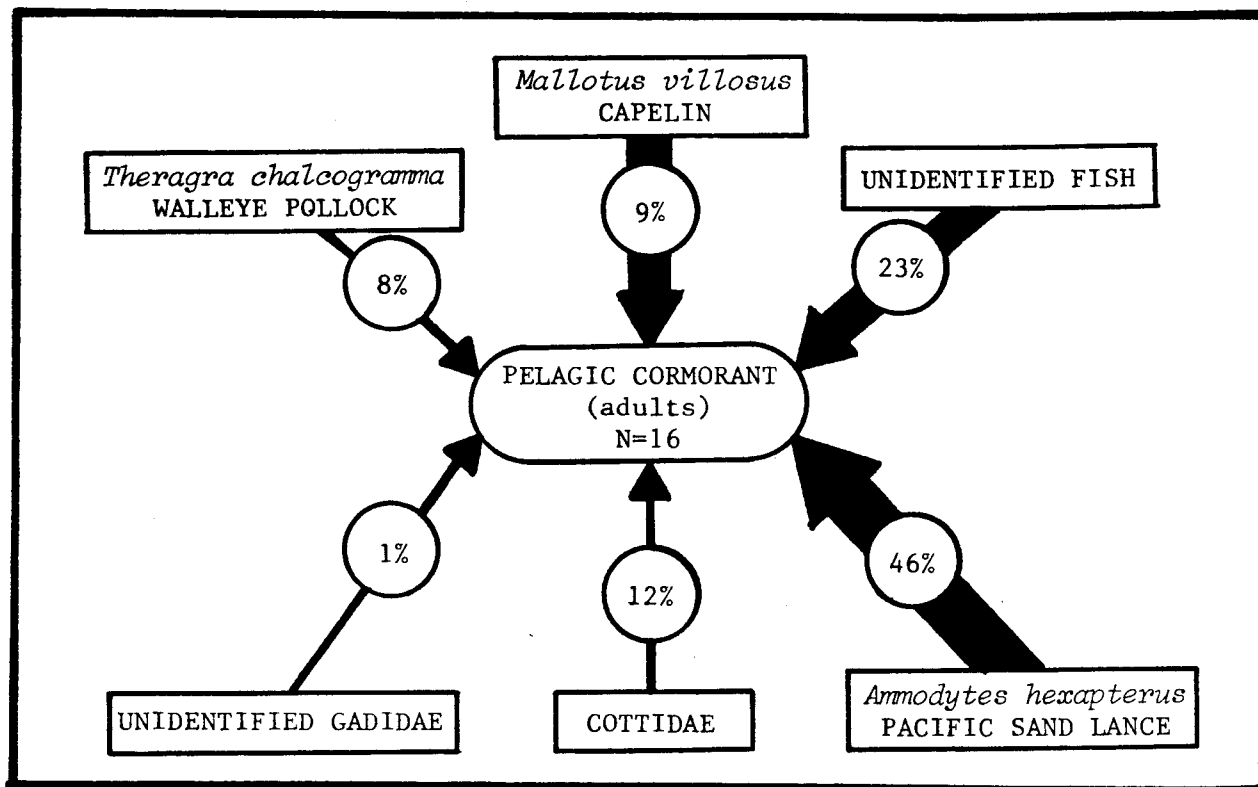 Mallotus villosus
CAPELIN
9%
Theragra chalcogramma
WALLEYE POLLOCK
8%
UNIDENTIFIED FISH
23%
PELAGIC CORMORANT
(adults)
N=16
1%
UNIDENTIFIED GADIDAE
12%
COTTIDAE
46%
Ammodytes hexapterus
PACIFIC SAND LANCE